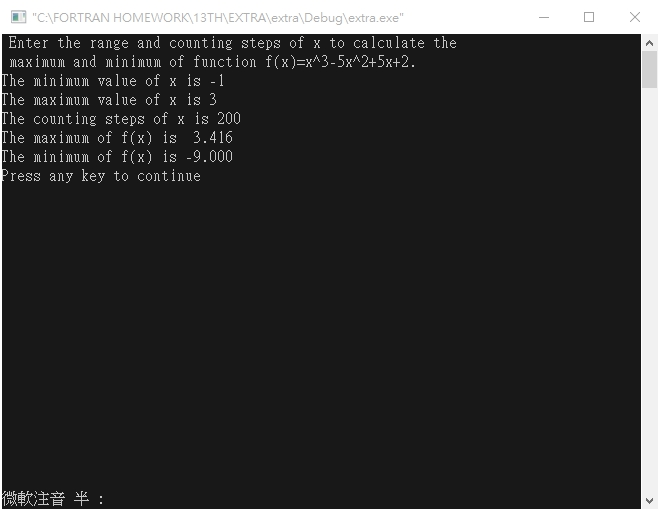 "C:\FORTRAN HOMEWORK\13TH\EXTRA\extra\Debug\extra.exe"
Enter the range and counting steps of x to calculate the
maximum and minimum of function f(x)=x^3-5x^2+5x+2.
The minimum value of x is -1
The maximum value of x is 3
The counting steps of x is 200
The maximum of f(x) is  3.416
The minimum of f(x) is -9.000
Press any key to continue
微軟注音 半 :